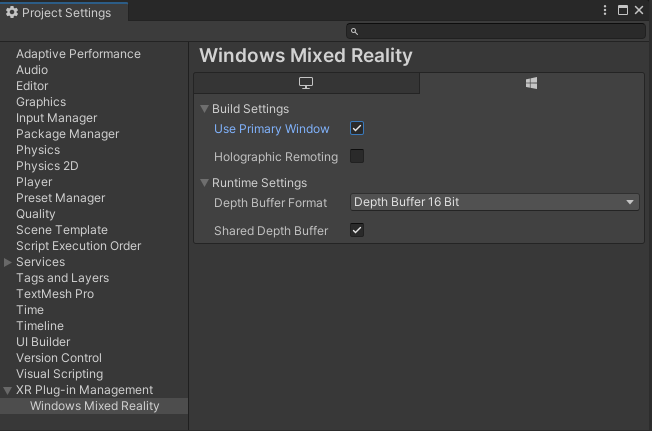 Project Settings
Adaptive Performance
Audio
Editor
Graphics
Input Manager
Package Manager
Physics
Physics 2D
Player
Preset Manager
Quality
Scene Template
Script Execution Order
Services
Tags and Layers
TextMesh Pro
Time
Timeline
UI Builder
Version Control
Visual Scripting
XR Plug-in Management
Windows Mixed Reality
Windows Mixed Reality
Build Settings
Use Primary Window
Holographic Remoting
Runtime Settings
Depth Buffer Format
Depth Buffer 16 Bit
Shared Depth Buffer